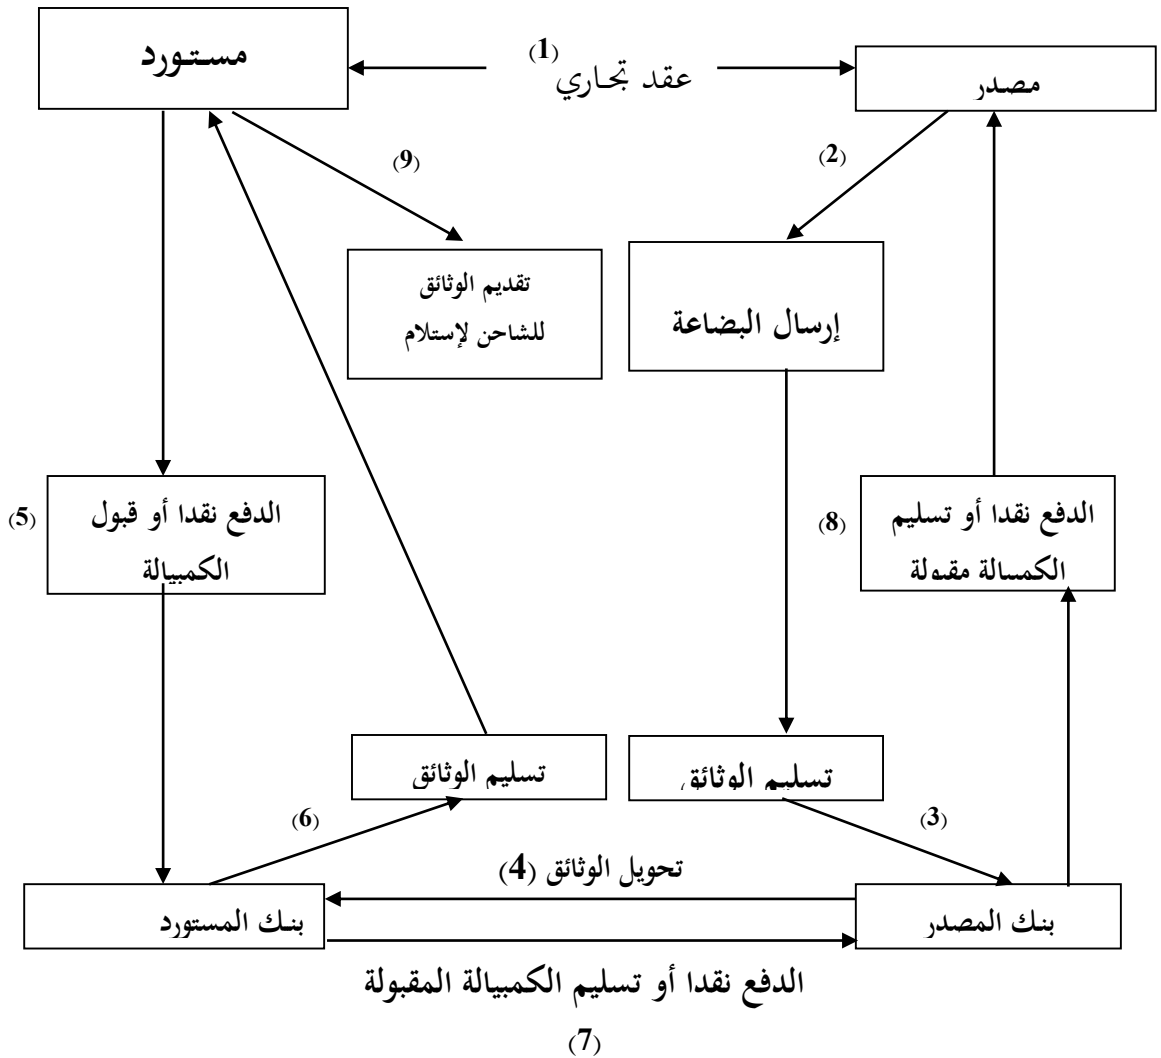 مستورد
(1)
عقد تجاري
مصدر
(9)
(2)
تقديم الوثائق
للشاحن لإستلام
إرسال البضاعة
(5)
الدفع نقدا أو قبول
الكمبيالة
(8)
الدفع نقدا أو تسليم
الكمبيالة مقبولة
تسليم الوثائق
تسليم الوثائق
(6)
(3)
تحويل الوثائق (4)
بنك المستورد
بنك المصدر
الدفع نقدا أو تسليم الكمبيالة المقبولة
(7)